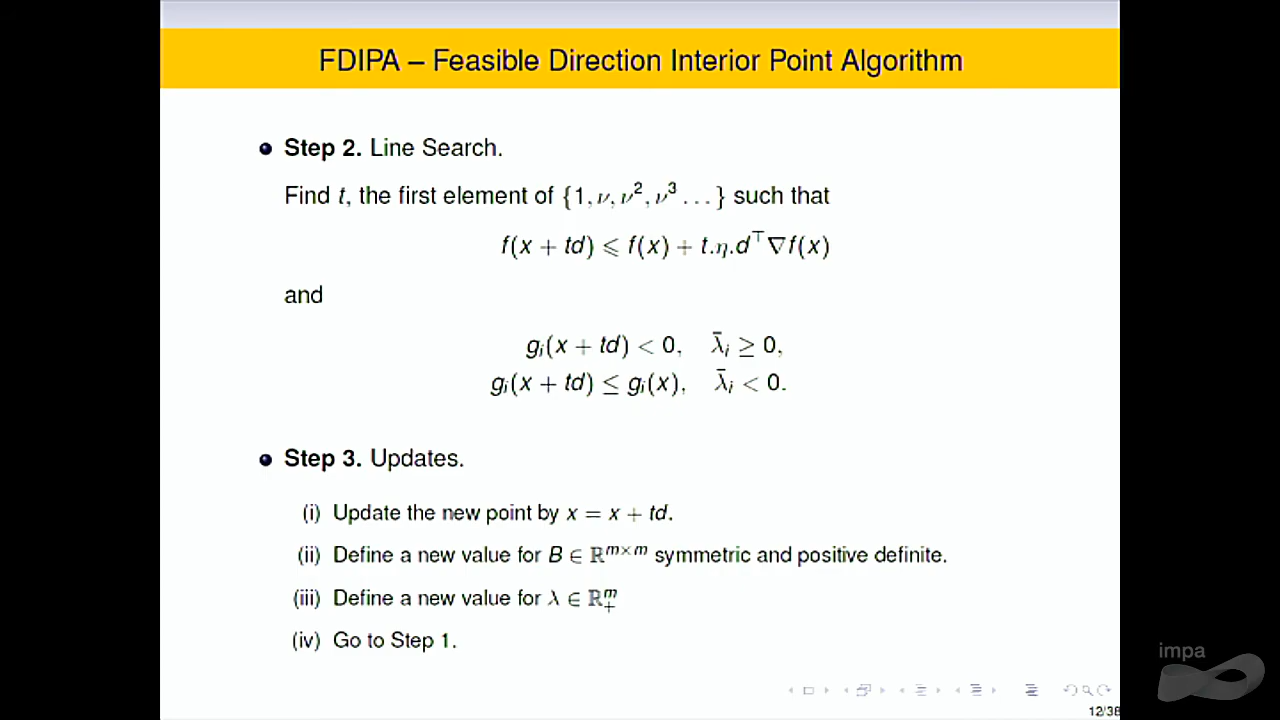 FDIPA – Feasible Direction Interior Point Algorithm
Step 2. Line Search.
Find t, the first element of {1, ν, ν², ν³ . . . } such that
f(x + td) ⩽ f(x) + t.η.d⊤∇f(x)
and
gᵢ(x + td) < 0, λ̄ᵢ ≥ 0,
gᵢ(x + td) ≤ gᵢ(x), λ̄ᵢ < 0.
Step 3. Updates.
(i) Update the new point by x = x + td.
(ii) Define a new value for B ∈ ℝᵐˣᵐ symmetric and positive definite.
(iii) Define a new value for λ ∈ ℝ₊ᵐ
(iv) Go to Step 1.
impa
12/38